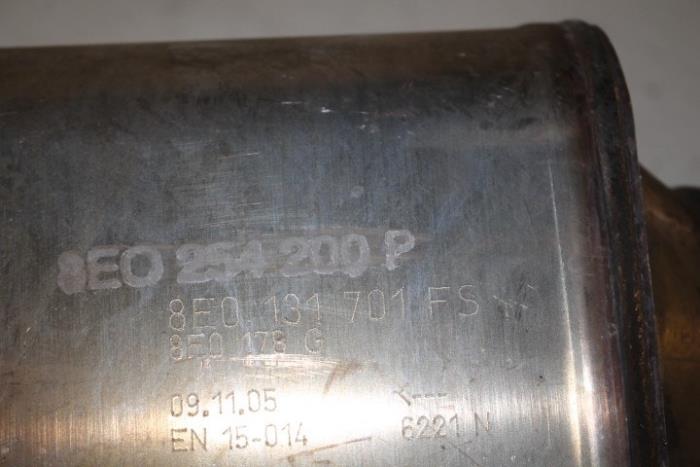 8E0 254 200 P
8E0 131 701 FS
8E0 178 G
09.11.05 K---
EN 15-014 6221 N